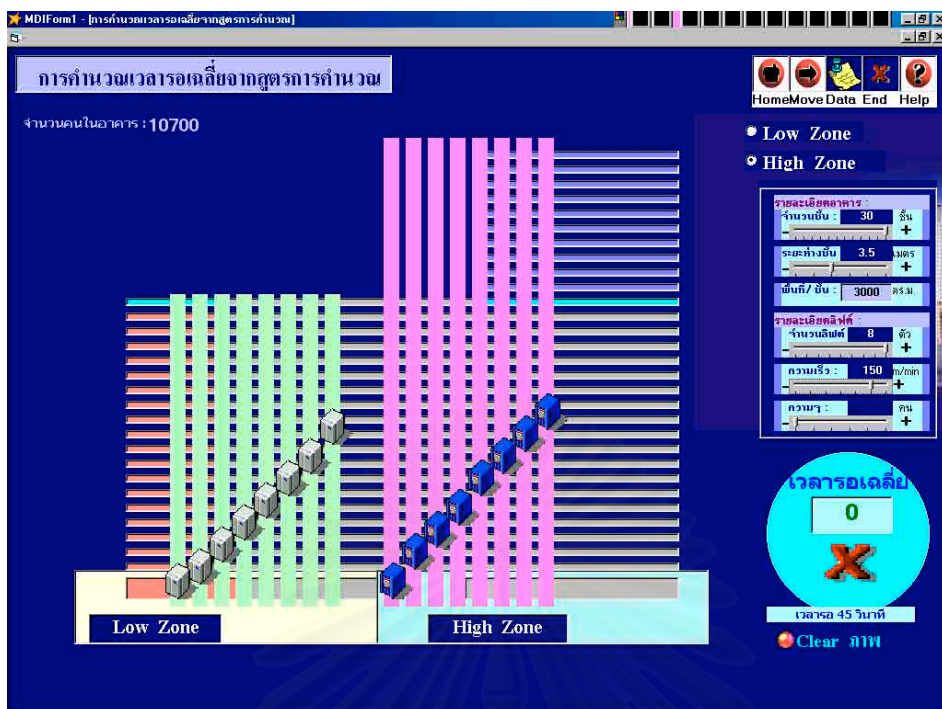 MDIForm1 - [การคำนวณเวลารอเฉลี่ยจากสูตรการคำนวณ]
การคำนวณเวลารอเฉลี่ยจากสูตรการคำนวณ
Home Move Data End Help
จำนวนคนในอาคาร : 10700
Low Zone
High Zone
รายละเอียดอาคาร :
จำนวนชั้น : 30 ชั้น
- +
ระยะห่างชั้น 3.5 เมตร
- +
พื้นที่/ ชั้น : 3000 ตร.ม.
รายละเอียดลิฟต์ :
จำนวนลิฟต์ 8 ตัว
- +
ความเร็ว : 150 m/min
- +
ความจุ : คน
- +
เวลารอเฉลี่ย
0
เวลารอ 45 วินาที
Clear ภาพ
Low Zone
High Zone